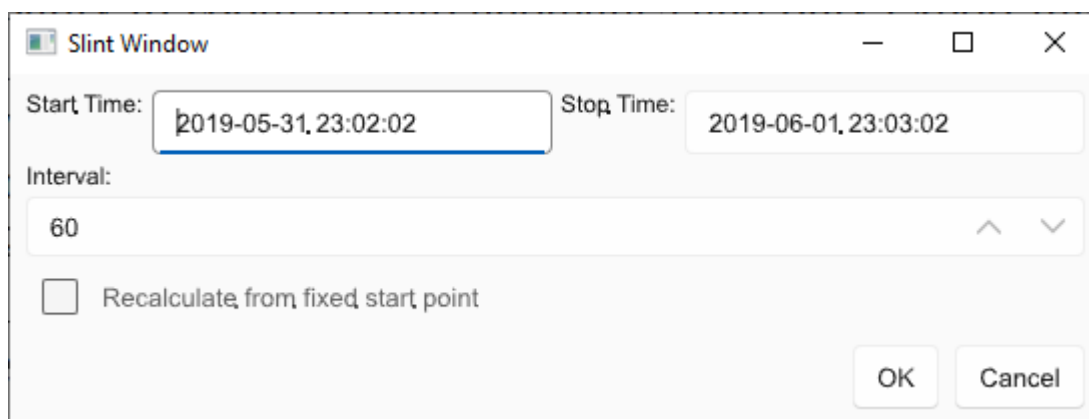 Slint Window
Start Time: 2019-05-31 23:02:02 Stop Time: 2019-06-01 23:03:02
Interval:
60
Recalculate from fixed start point
OK Cancel